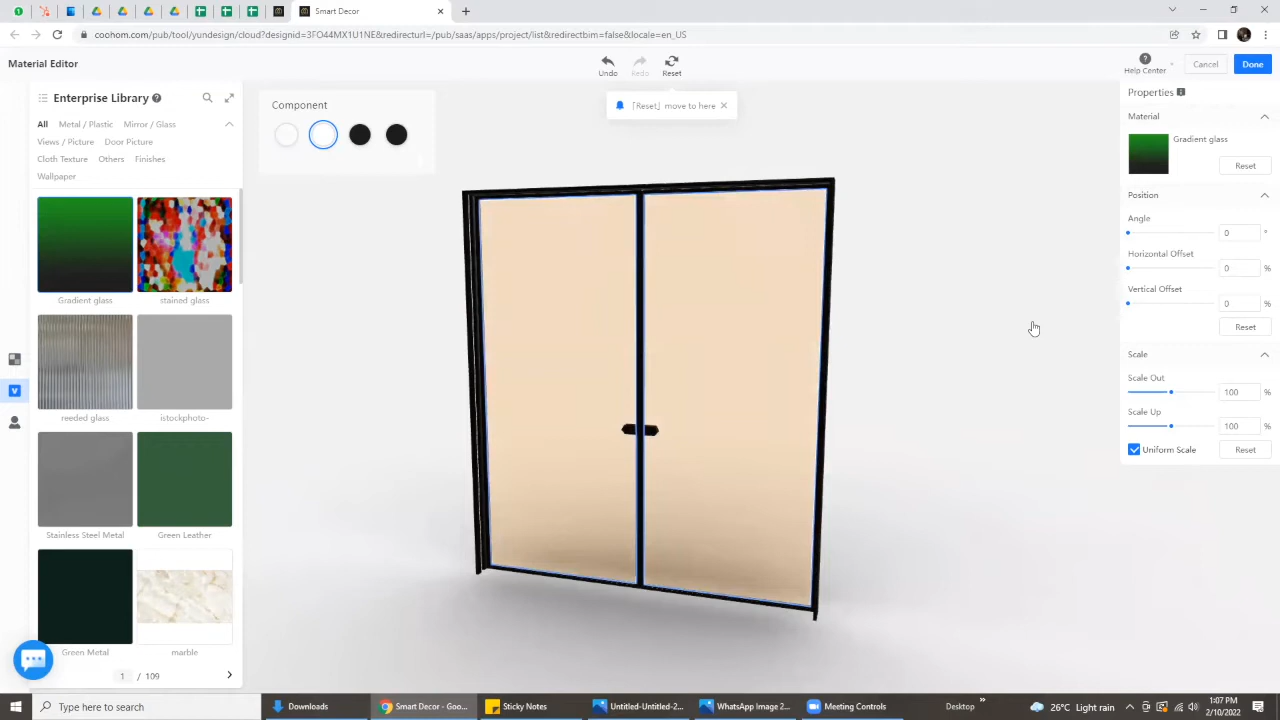 Smart Decor
coohom.com/pub/tool/yundesign/cloud?designid=3FO44MX1U1NE&redirecturl=/pub/saas/apps/project/list&redirectbim=false&locale=en_US
Material Editor
Undo
Redo
Reset
Help Center
Cancel
Done
Enterprise Library
Component
「Reset」 move to here
Properties
All
Metal / Plastic
Mirror / Glass
Views / Picture
Door Picture
Cloth Texture
Others
Finishes
Wallpaper
Gradient glass
stained glass
reeded glass
istockphoto-
Stainless Steel Metal
Green Leather
Green Metal
marble
1 / 109
Material
Gradient glass
Reset
Position
Angle
0 °
Horizontal Offset
0 %
Vertical Offset
0 %
Reset
Scale
Scale Out
100 %
Scale Up
100 %
Uniform Scale
Reset
Type here to search
Downloads
Smart Decor - Goo...
Sticky Notes
Untitled-Untitled-2...
WhatsApp Image 2...
Meeting Controls
Desktop
26°C Light rain
1:07 PM
2/10/2022